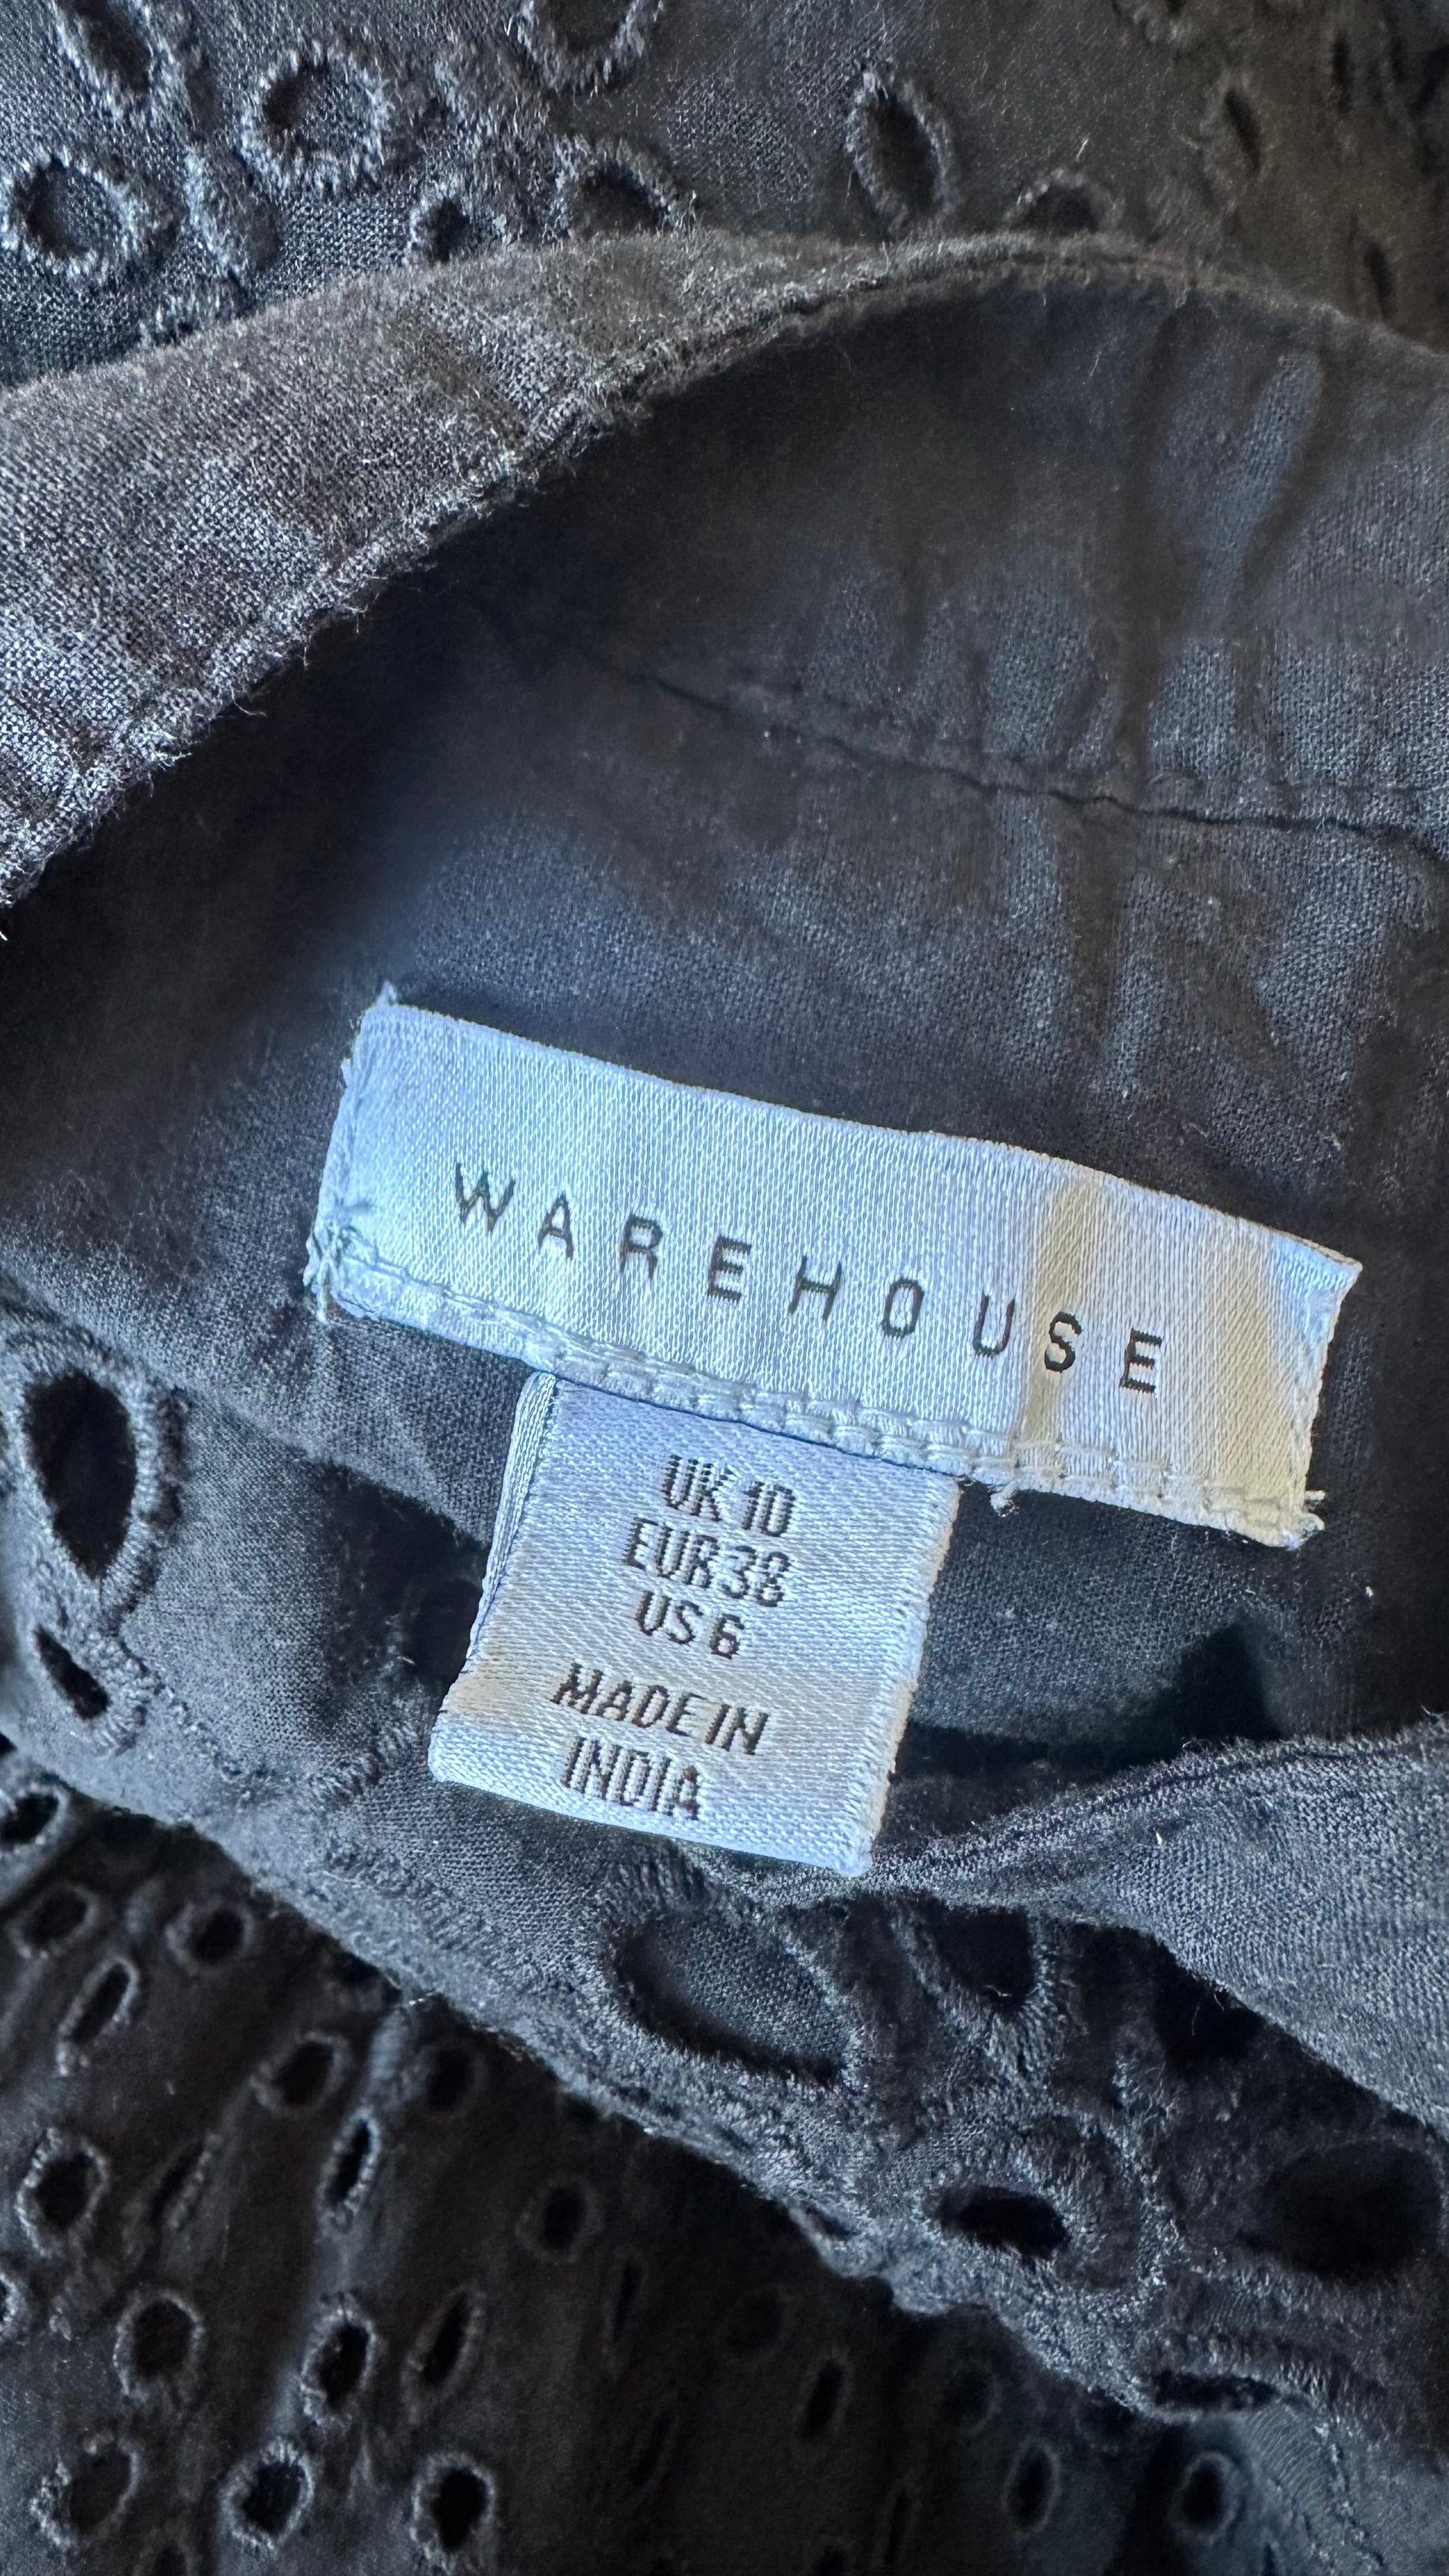 WAREHOUSE
UK 10
EUR 38
US 6
MADE IN
INDIA